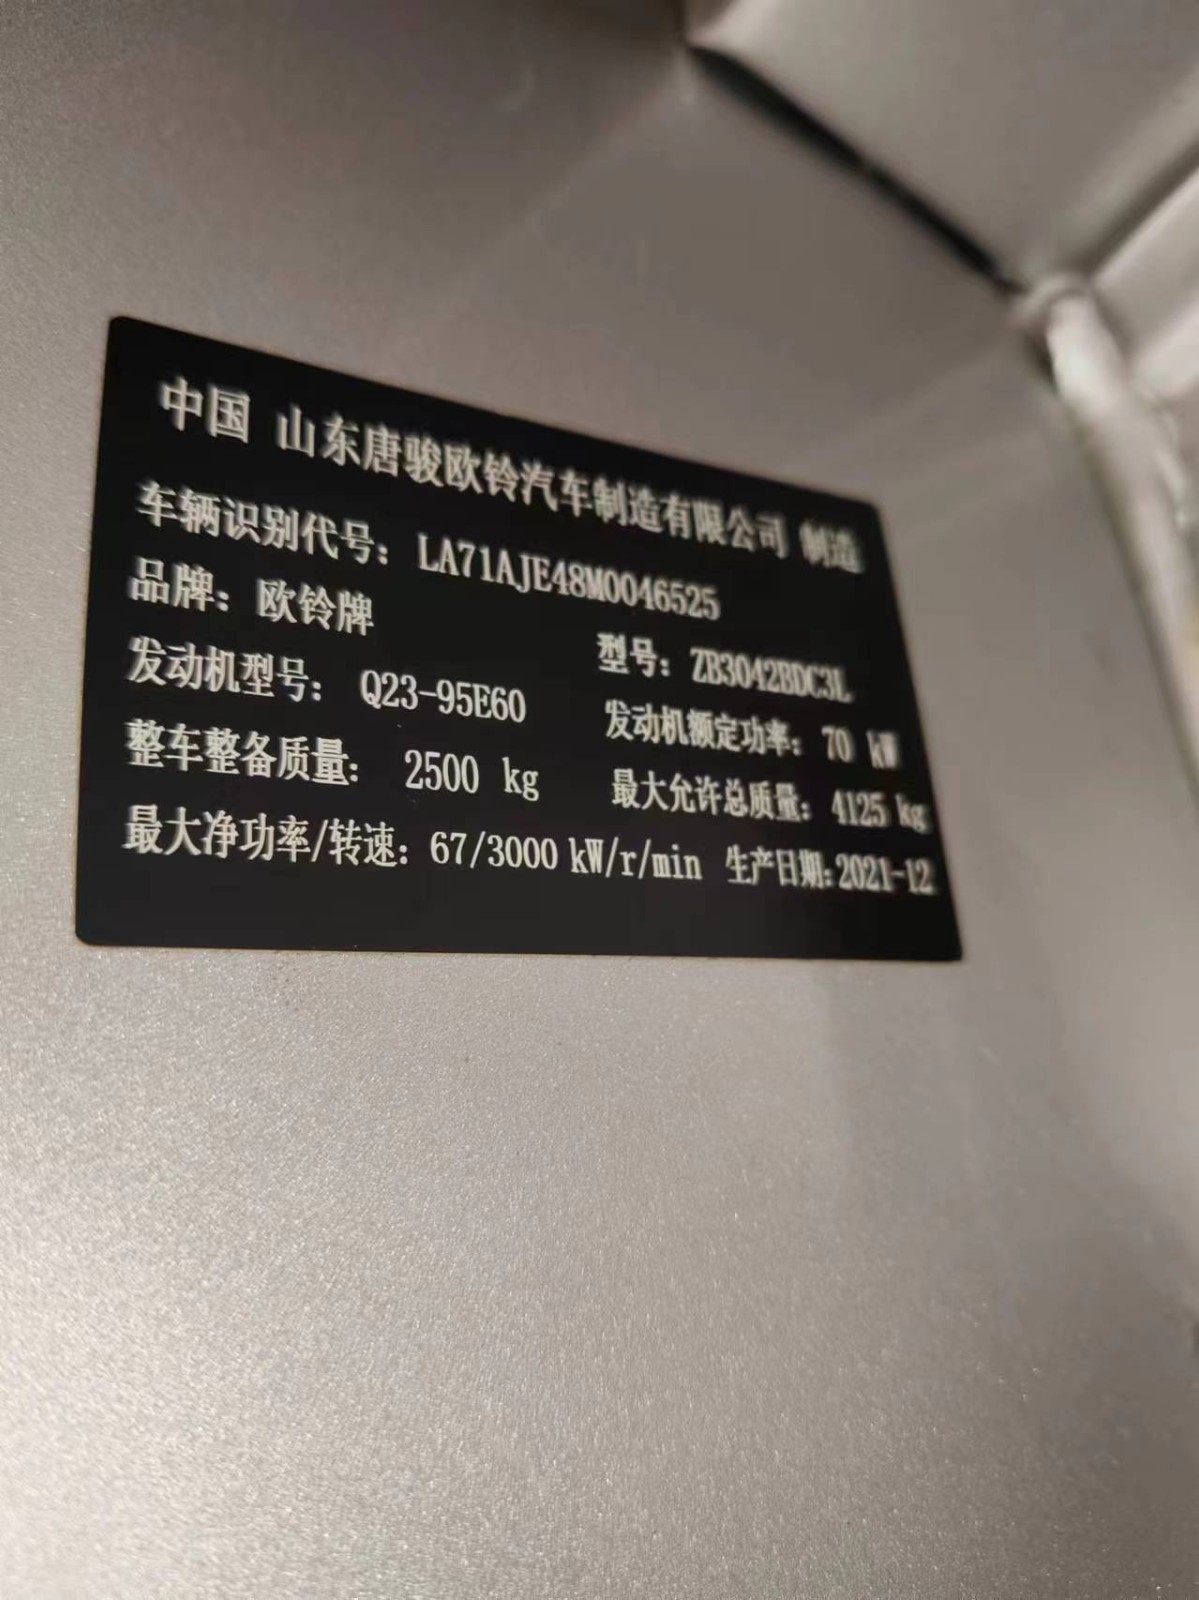 中国 山东唐骏欧铃汽车制造有限公司 制造
车辆识别代号： LA71AJE48M0046525
品牌：欧铃牌 型号：ZB3042BDC3L
发动机型号： Q23-95E60 发动机额定功率： 70 kW
整车整备质量： 2500 kg 最大允许总质量：4125 kg
最大净功率/转速：67/3000 kW/r/min 生产日期：2021-12